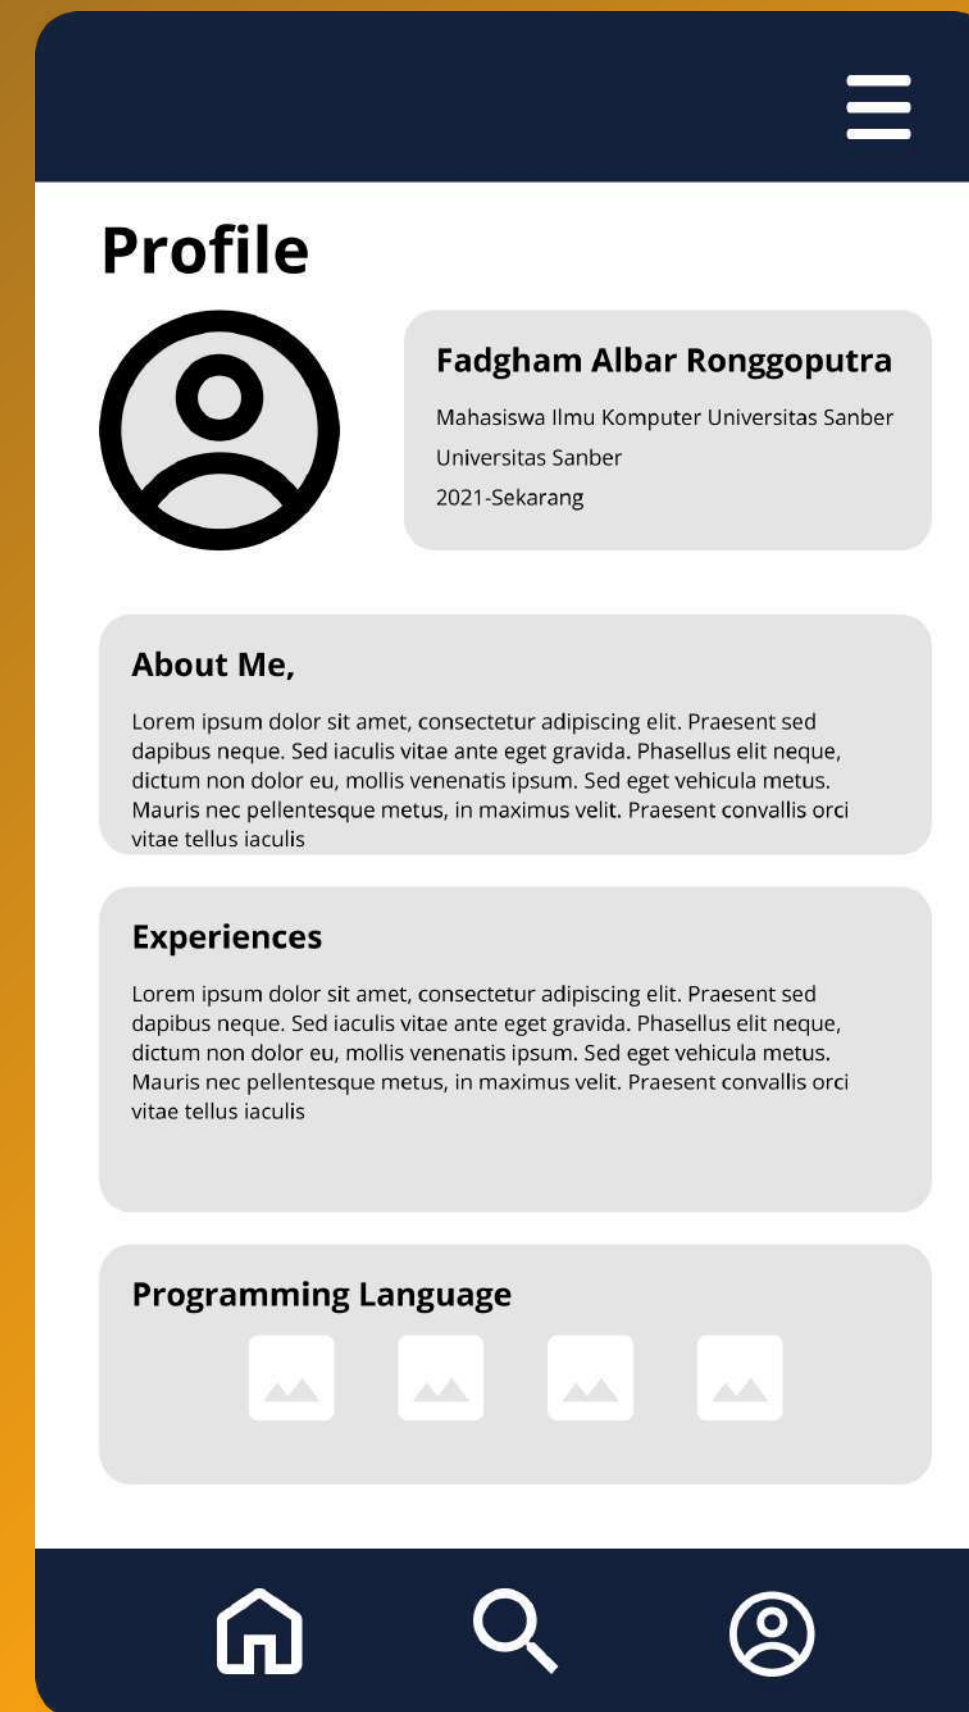 Profile
Fadgham Albar Ronggoputra
Mahasiswa Ilmu Komputer Universitas Sanber
Universitas Sanber
2021-Sekarang
About Me,
Lorem ipsum dolor sit amet, consectetur adipiscing elit. Praesent sed
dapibus neque. Sed iaculis vitae ante eget gravida. Phasellus elit neque,
dictum non dolor eu, mollis venenatis ipsum. Sed eget vehicula metus.
Mauris nec pellentesque metus, in maximus velit. Praesent convallis orci
vitae tellus iaculis
Experiences
Lorem ipsum dolor sit amet, consectetur adipiscing elit. Praesent sed
dapibus neque. Sed iaculis vitae ante eget gravida. Phasellus elit neque,
dictum non dolor eu, mollis venenatis ipsum. Sed eget vehicula metus.
Mauris nec pellentesque metus, in maximus velit. Praesent convallis orci
vitae tellus iaculis
Programming Language